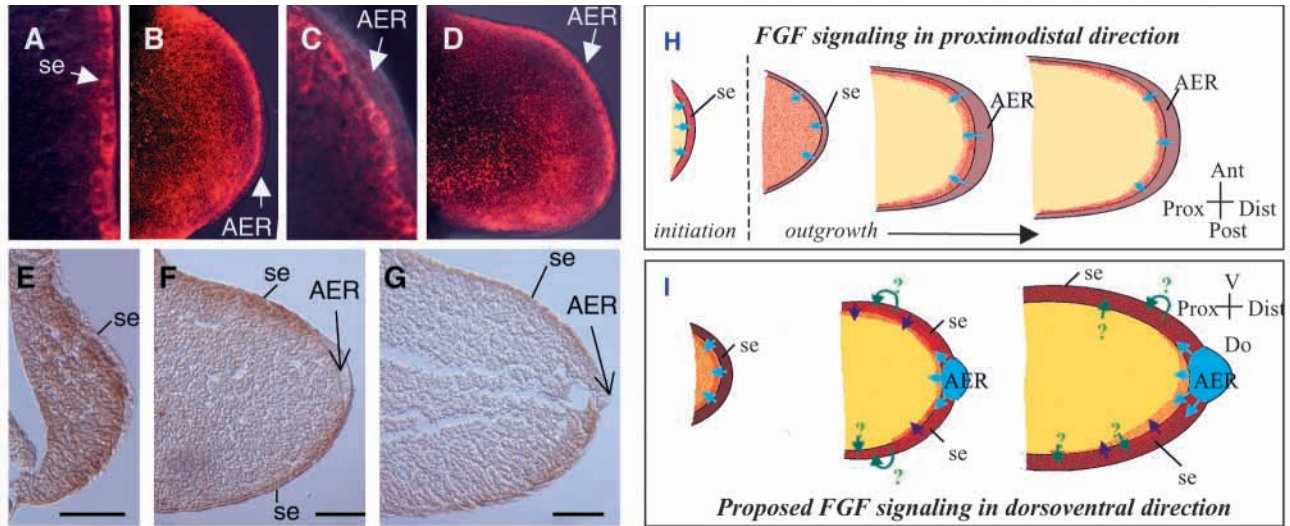 A
se
B
AER
C
AER
D
AER
E
se
F
se
AER
se
G
se
AER
H
FGF signaling in proximodistal direction
se
se
AER
AER
Ant
Prox Dist
Post
initiation
outgrowth
I
se
V
Prox Dist
Do
?
?
?
se
se
AER
AER
?
?
?
?
se
se
Proposed FGF signaling in dorsoventral direction